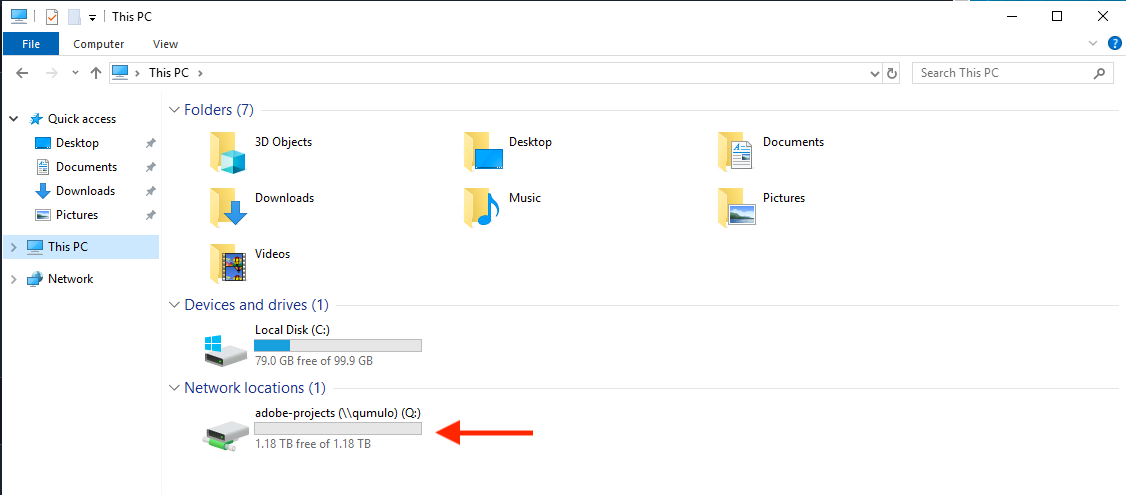 This PC
File Computer View
This PC
Search This PC
Quick access
Desktop
Documents
Downloads
Pictures
This PC
Network
Folders (7)
3D Objects
Desktop
Documents
Downloads
Music
Pictures
Videos
Devices and drives (1)
Local Disk (C:)
79.0 GB free of 99.9 GB
Network locations (1)
adobe-projects (\\qumulo) (Q:)
1.18 TB free of 1.18 TB